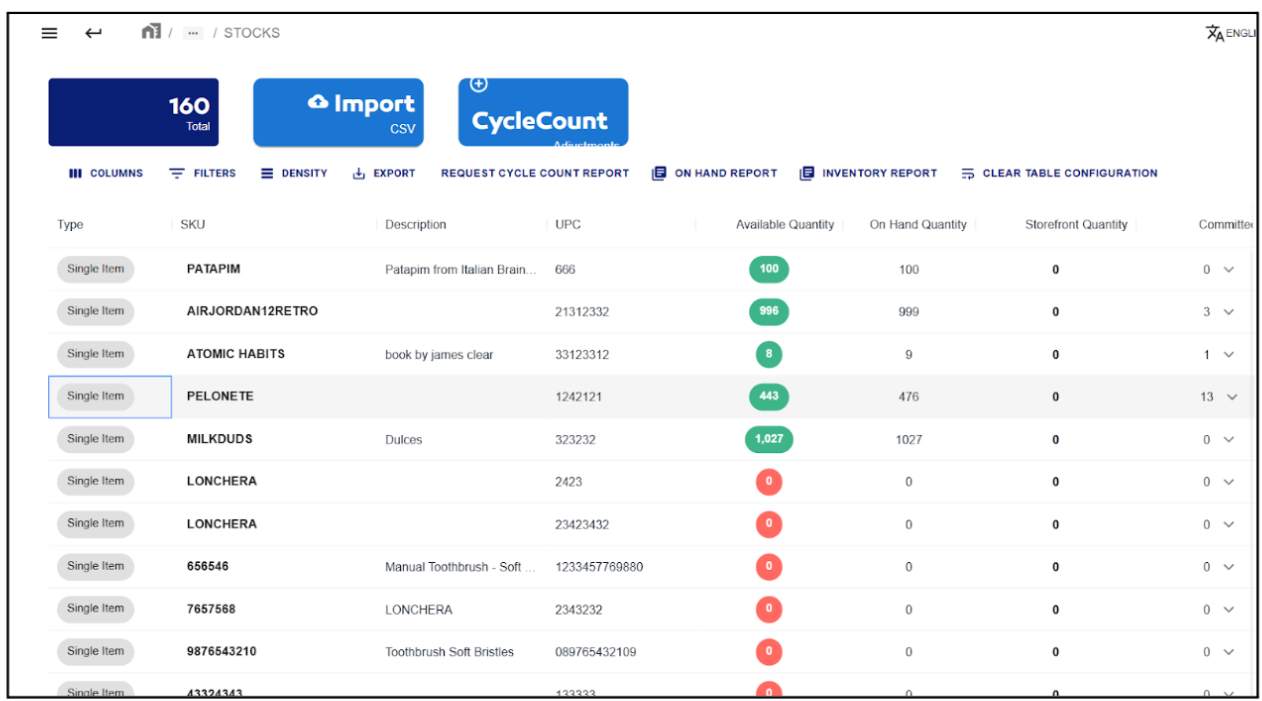 / ... / STOCKS
ENGLI
160
Total
Import
CSV
CycleCount
Adjustments
COLUMNS FILTERS DENSITY EXPORT REQUEST CYCLE COUNT REPORT ON HAND REPORT INVENTORY REPORT CLEAR TABLE CONFIGURATION
Type SKU Description UPC Available Quantity On Hand Quantity Storefront Quantity Committe
Single Item PATAPIM Patapim from Italian Brain... 666 100 100 0 0
Single Item AIRJORDAN12RETRO 21312332 996 999 0 3
Single Item ATOMIC HABITS book by james clear 33123312 8 9 0 1
Single Item PELONETE 1242121 443 476 0 13
Single Item MILKDUDS Dulces 323232 1,027 1027 0 0
Single Item LONCHERA 2423 0 0 0 0
Single Item LONCHERA 23423432 0 0 0 0
Single Item 656546 Manual Toothbrush - Soft ... 1233457769880 0 0 0 0
Single Item 7657568 LONCHERA 2343232 0 0 0 0
Single Item 9876543210 Toothbrush Soft Bristles 089765432109 0 0 0 0
Single Item 43324343 133333 0 0 0 0